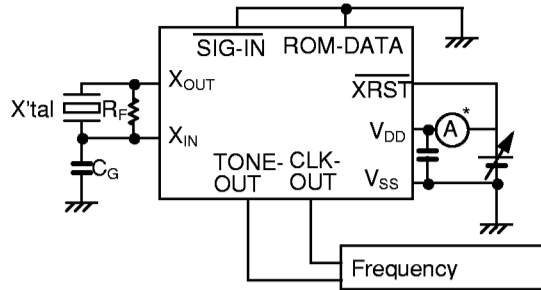 SIG-IN ROM-DATA
XOUT
XRST
X'tal RF
A *
XIN
VDD
CG
TONE-OUT
CLK-OUT
VSS
Frequency